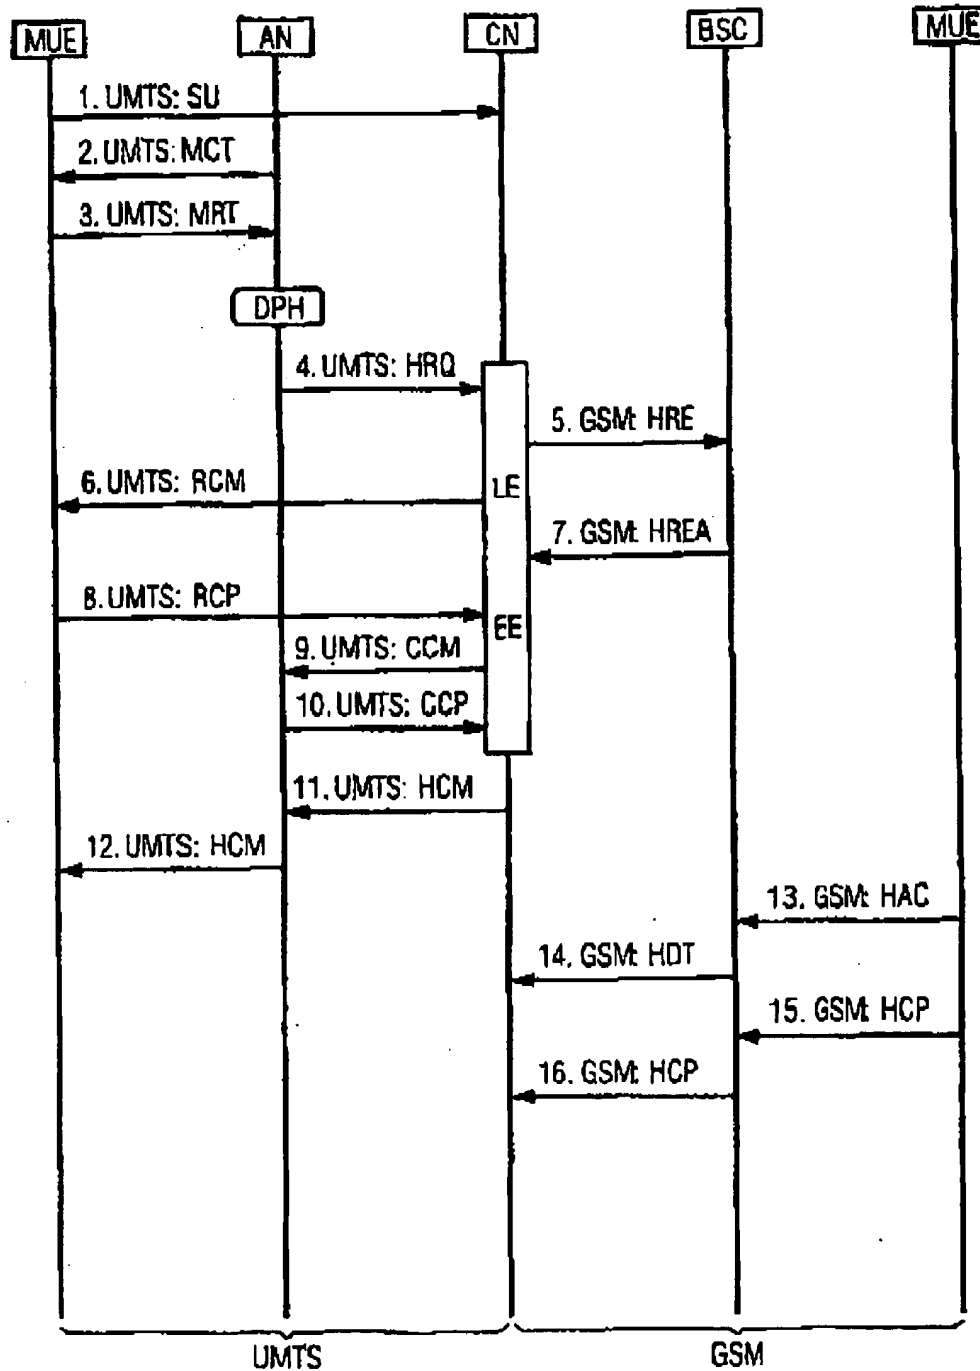 MUE AN CN BSC MUE
1. UMTS: SU
2. UMTS: MCT
3. UMTS: MRT
DPH
4. UMTS: HRQ
5. GSM: HRE
6. UMTS: RCM
LE
7. GSM: HREA
8. UMTS: RCP
EE
9. UMTS: CCM
10. UMTS: CCP
11. UMTS: HCM
12. UMTS: HCM
13. GSM: HAC
14. GSM: HDT
15. GSM: HCP
16. GSM: HCP
UMTS GSM